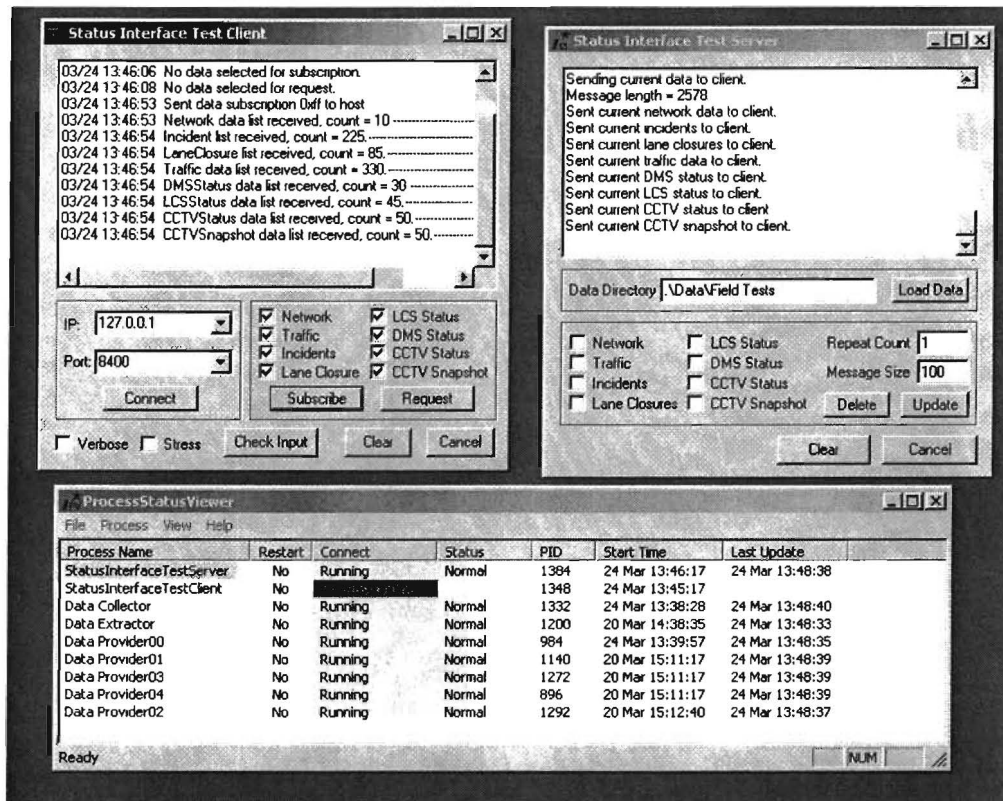 Status Interface Test Client
03/24 13:46:06 No data selected for subscription.
03/24 13:46:08 No data selected for request.
03/24 13:46:53 Sent data subscription 0xff to host
03/24 13:46:53 Network data list received, count = 10 --------------------
03/24 13:46:54 Incident list received, count = 225.--------------------------
03/24 13:46:54 LaneClosure list received, count = 85.---------------------
03/24 13:46:54 Traffic data list received, count = 330.--------------------
03/24 13:46:54 DMSStatus data list received, count = 30 --------------
03/24 13:46:54 LCSStatus data list received, count = 45.---------------
03/24 13:46:54 CCTVStatus data list received, count = 50.------------
03/24 13:46:54 CCTVSnapshot data list received, count = 50.------------
IP: 127.0.0.1
Port: 8400
Connect
Network LCS Status
Traffic DMS Status
Incidents CCTV Status
Lane Closure CCTV Snapshot
Subscribe Request
Verbose Stress Check Input Clear Cancel
Status Interface Test Server
Sending current data to client.
Message length = 2578
Sent current network data to client.
Sent current incidents to client.
Sent current lane closures to client.
Sent current traffic data to client.
Sent current DMS status to client.
Sent current LCS status to client.
Sent current CCTV status to client
Sent current CCTV snapshot to client.
Data Directory .\Data\Field Tests Load Data
Network LCS Status Repeat Count 1
Traffic DMS Status
Incidents CCTV Status Message Size 100
Lane Closures CCTV Snapshot Delete Update
Clear Cancel
ProcessStatusViewer
File Process View Help
Process Name Restart Connect Status PID Start Time Last Update
StatusInterfaceTestServer No Running Normal 1384 24 Mar 13:46:17 24 Mar 13:48:38
StatusInterfaceTestClient No 1348 24 Mar 13:45:17
Data Collector No Running Normal 1332 24 Mar 13:38:28 24 Mar 13:48:40
Data Extractor No Running Normal 1200 20 Mar 14:38:35 24 Mar 13:48:33
Data Provider00 No Running Normal 984 24 Mar 13:39:57 24 Mar 13:48:35
Data Provider01 No Running Normal 1140 20 Mar 15:11:17 24 Mar 13:48:39
Data Provider03 No Running Normal 1272 20 Mar 15:11:17 24 Mar 13:48:39
Data Provider04 No Running Normal 896 20 Mar 15:11:17 24 Mar 13:48:39
Data Provider02 No Running Normal 1292 20 Mar 15:12:40 24 Mar 13:48:37
Ready NUM